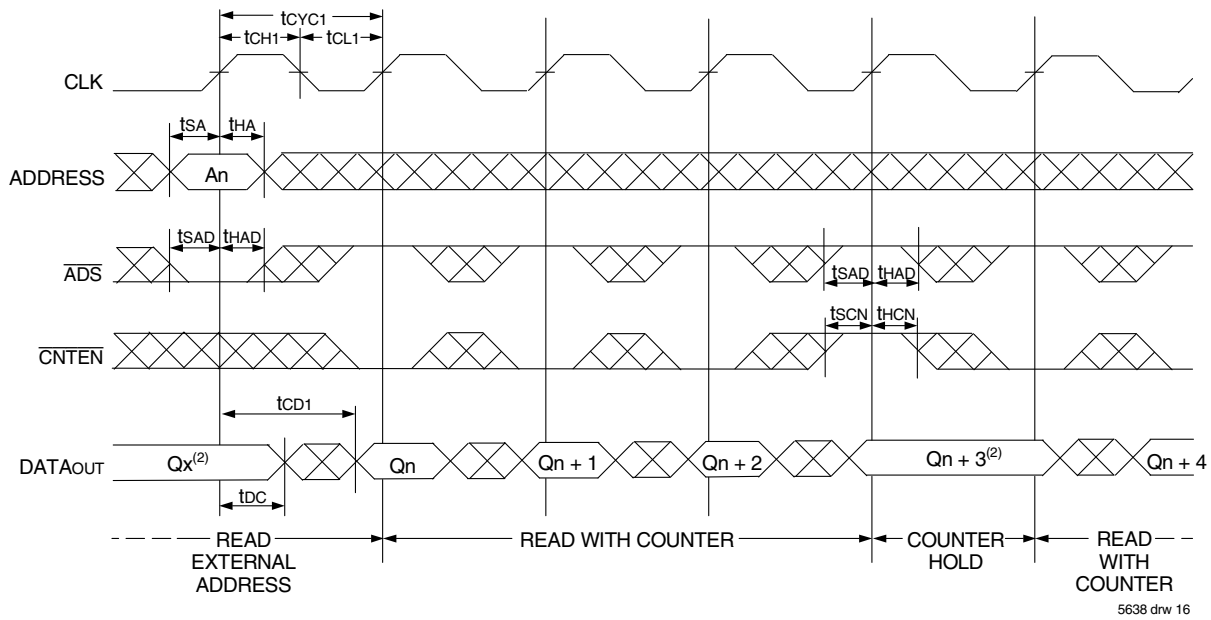 tCYC1
tCH1 tCL1
CLK
tSA tHA
ADDRESS An
tSAD tHAD
ADS
tSAD tHAD
tSCN tHCN
CNTEN
tCD1
DATAOUT Qx(2) Qn Qn + 1 Qn + 2 Qn + 3(2) Qn + 4
tDC
READ EXTERNAL ADDRESS
READ WITH COUNTER
COUNTER HOLD
READ WITH COUNTER
5638 drw 16